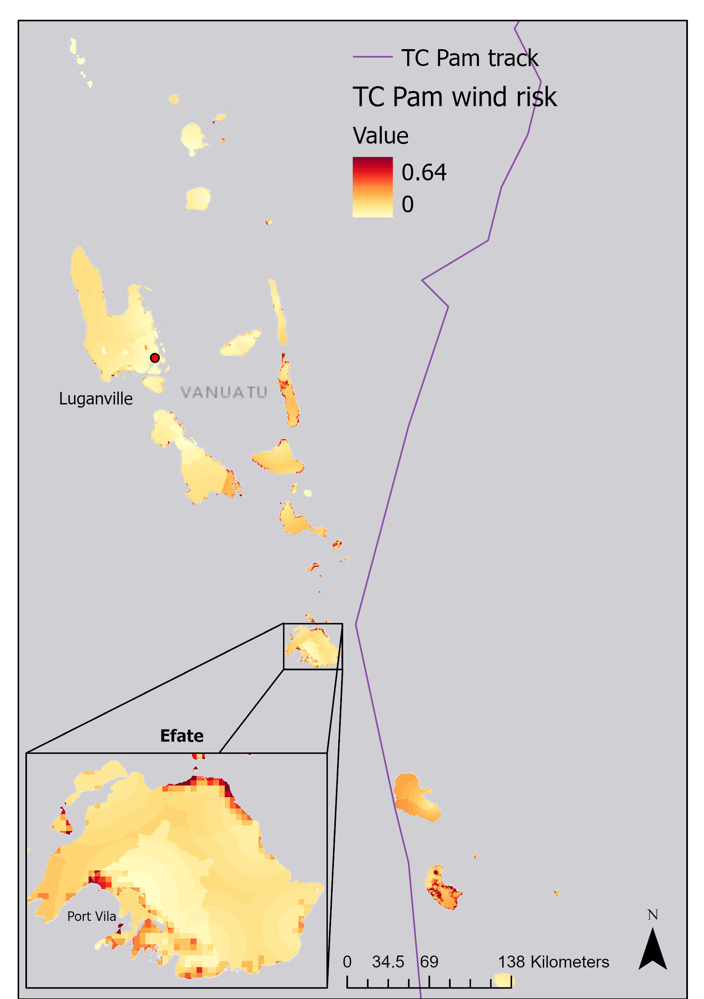 TC Pam track
TC Pam wind risk
Value
0.64
0
Luganville
VANUATU
Efate
Port Vila
N
0 34.5 69 138 Kilometers